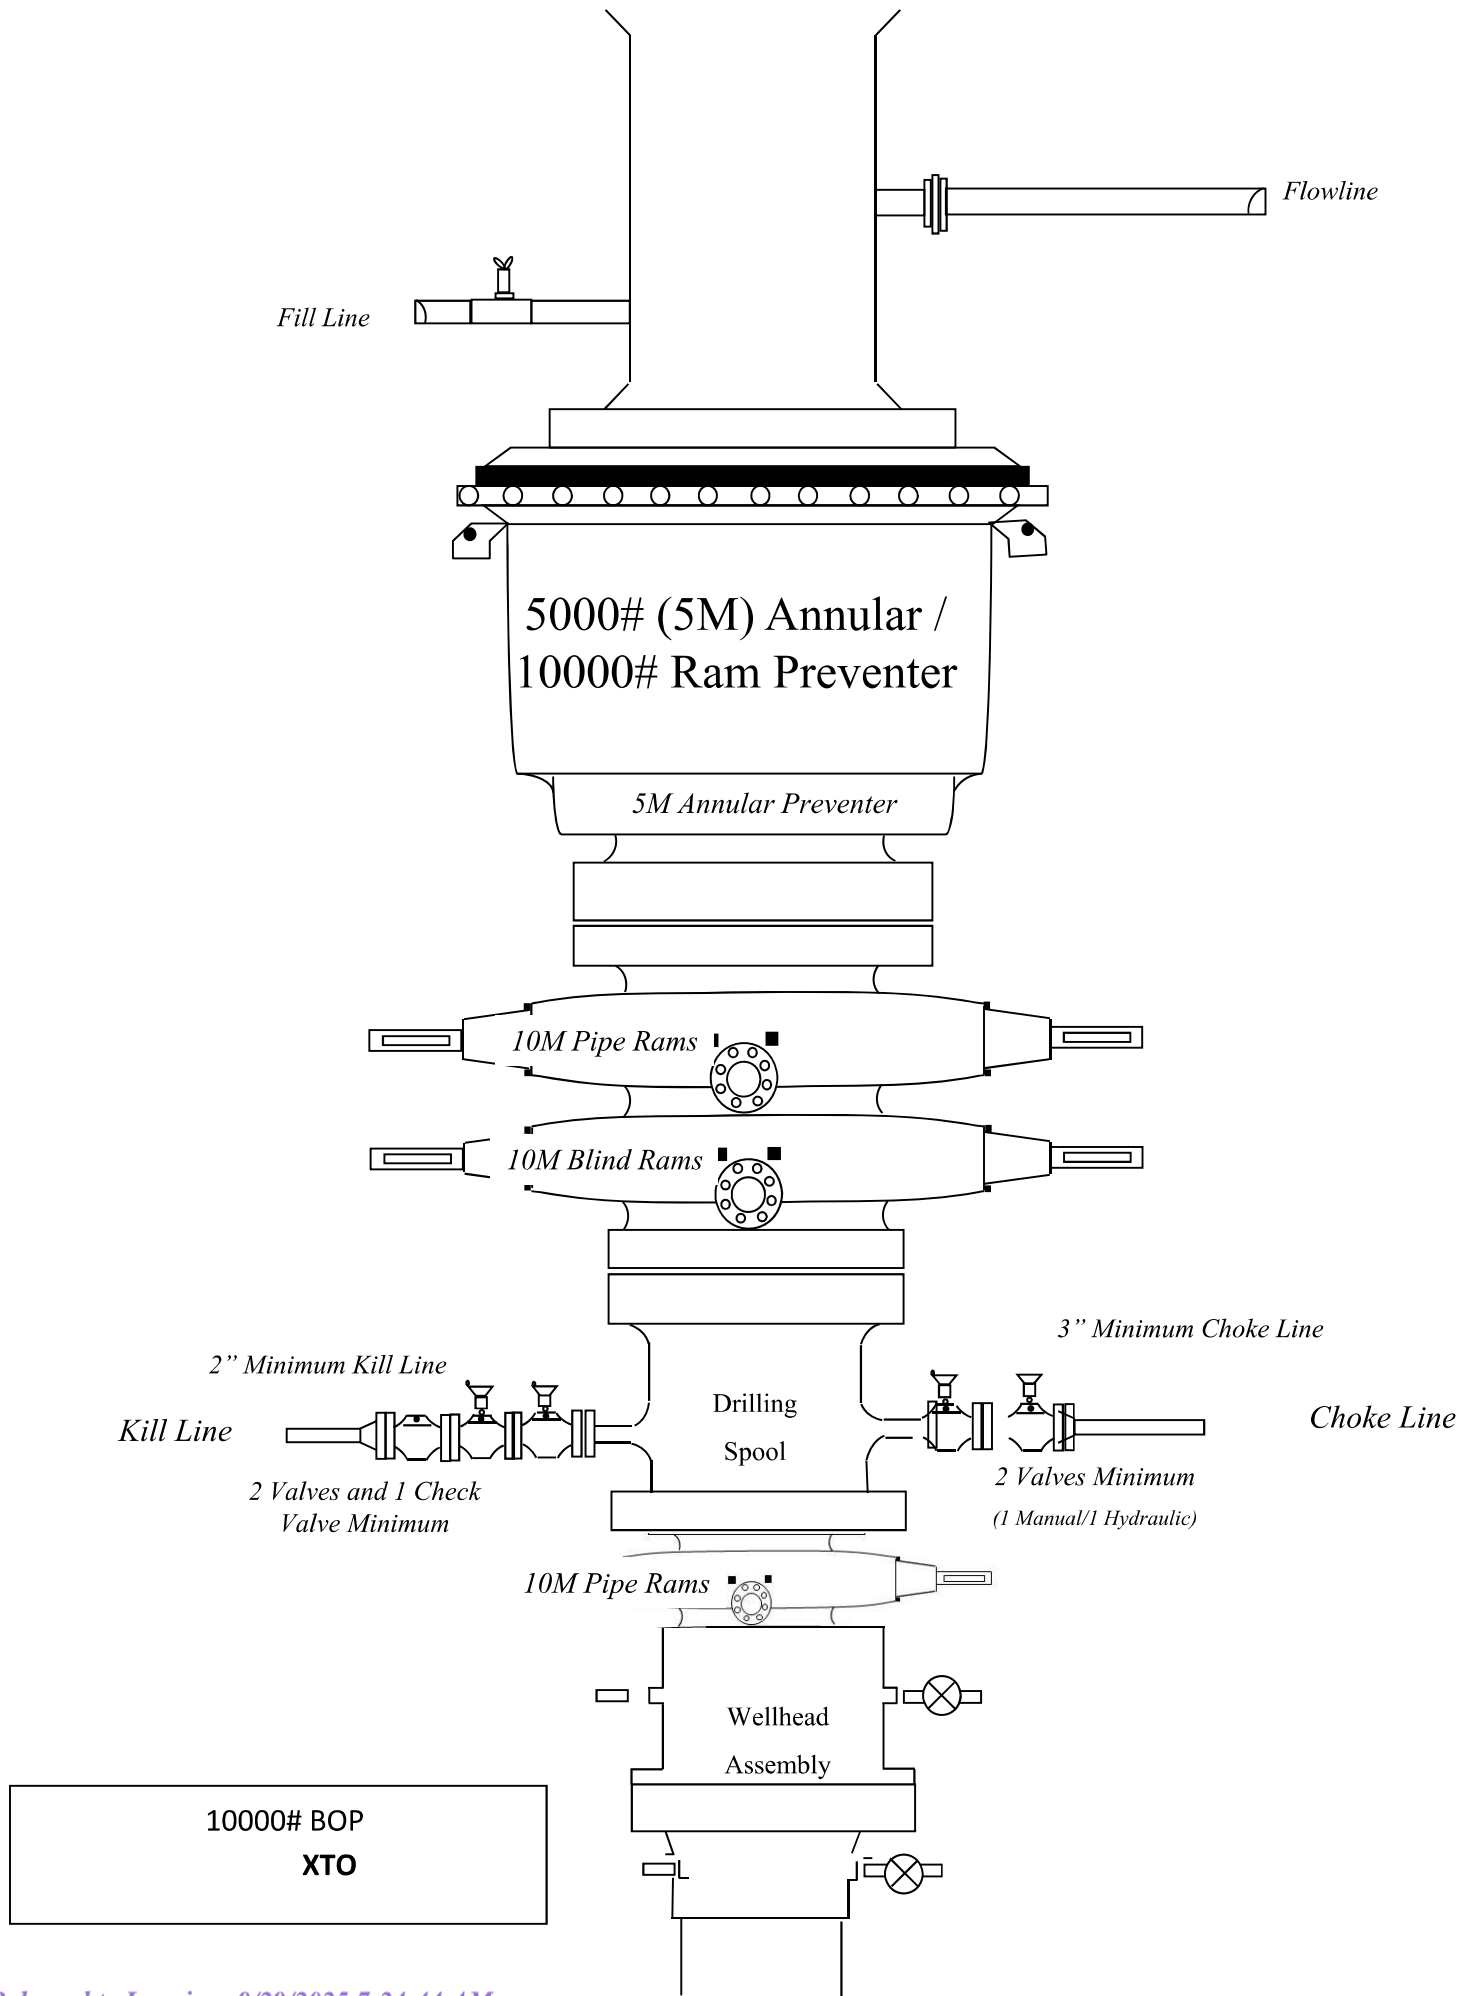 Flowline
Fill Line
5000# (5M) Annular /
10000# Ram Preventer
5M Annular Preventer
10M Pipe Rams
10M Blind Rams
3” Minimum Choke Line
2” Minimum Kill Line
Drilling
Spool
Kill Line
Choke Line
2 Valves and 1 Check
Valve Minimum
2 Valves Minimum
(1 Manual/1 Hydraulic)
10M Pipe Rams
Wellhead
Assembly
10000# BOP
XTO